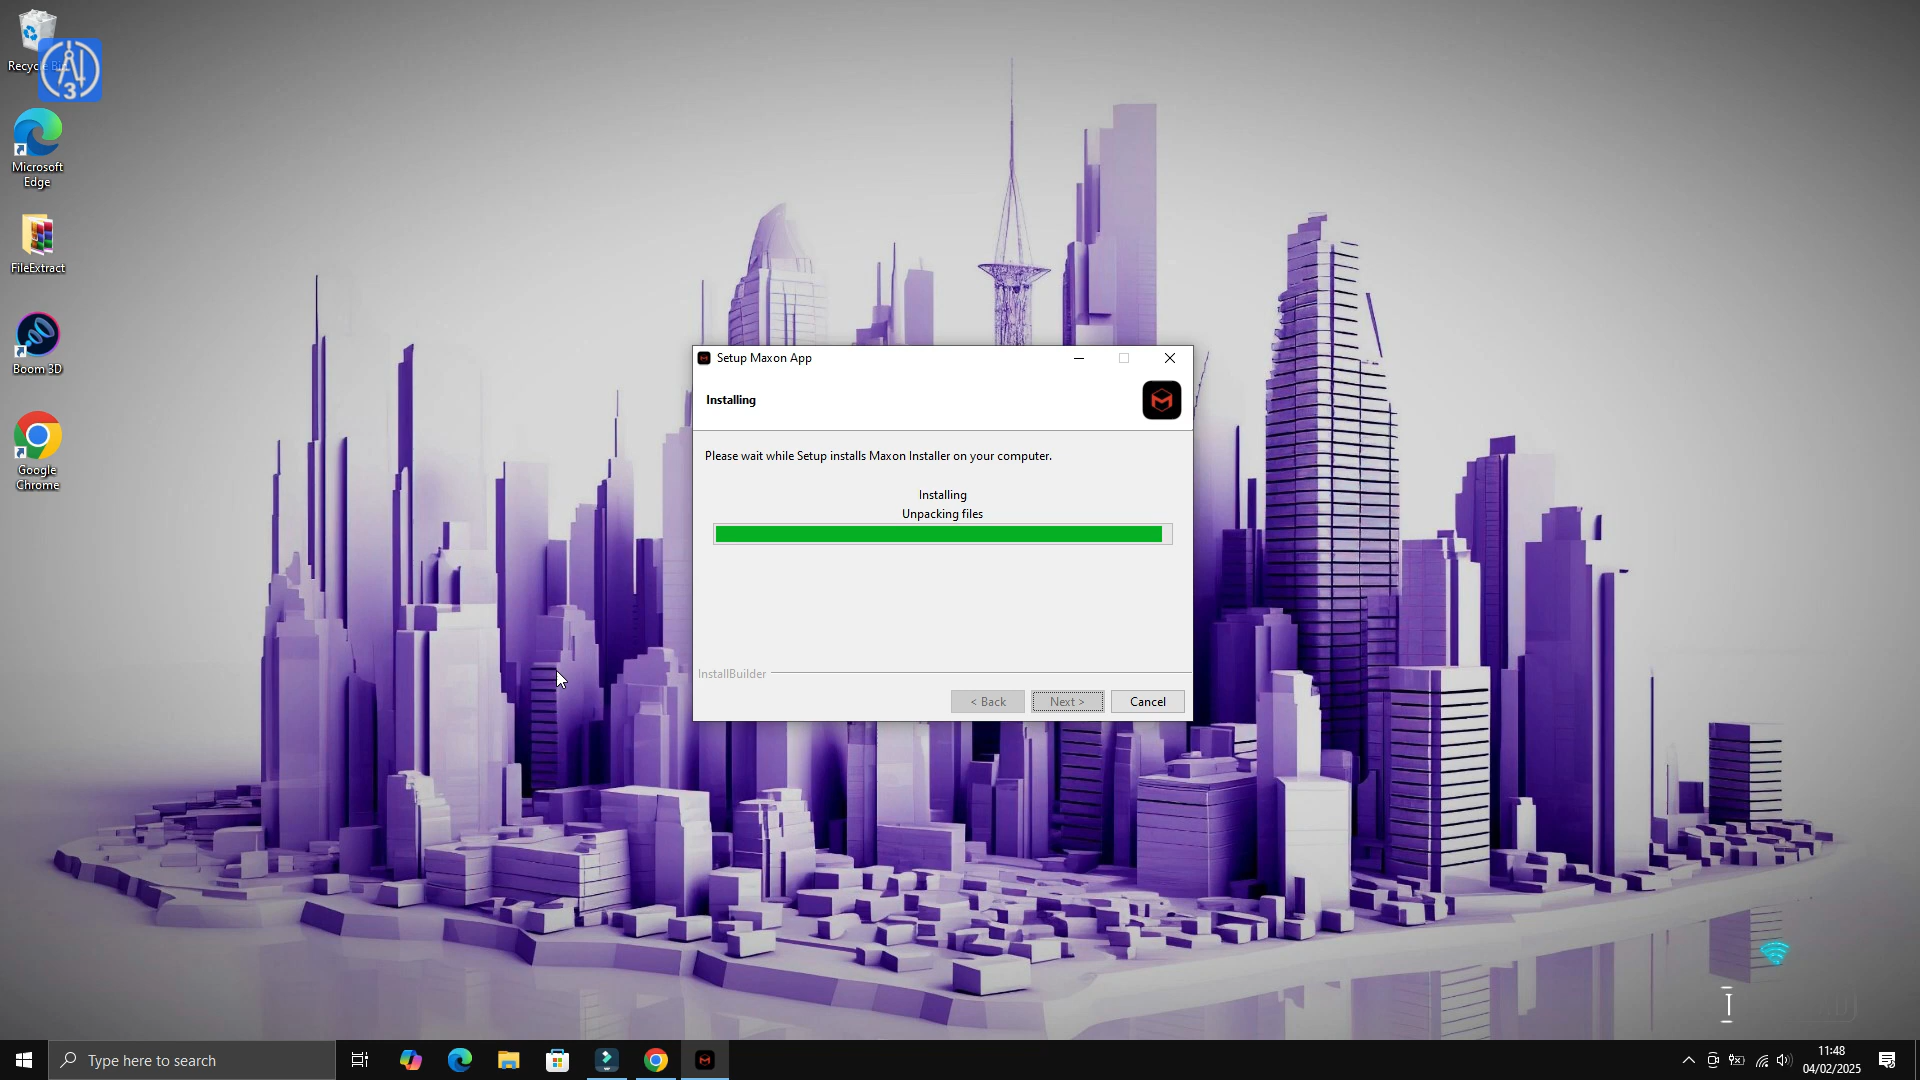 Recycle Bin
3
Microsoft
Edge
FileExtract
Boom 3D
Google
Chrome
Setup Maxon App
Installing
Please wait while Setup installs Maxon Installer on your computer.
Installing
Unpacking files
InstallBuilder
< Back
Next >
Cancel
Type here to search
11:48
04/02/2025